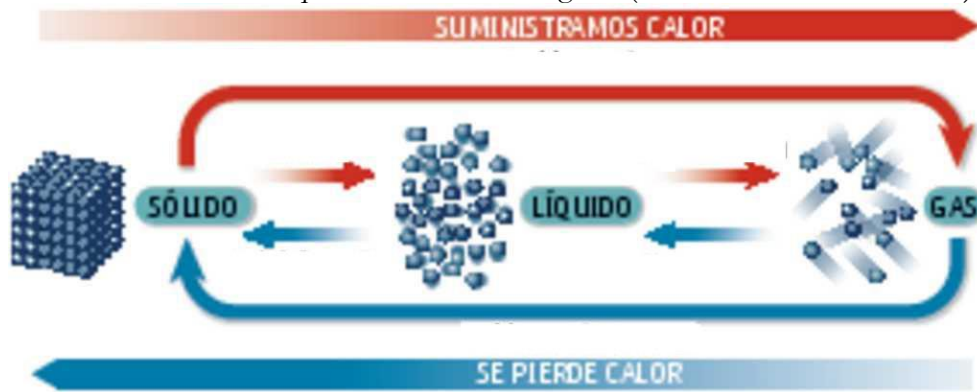 SUMINISTRAMOS CALOR
SÓLIDO
LÍQUIDO
GAS
SE PIERDE CALOR